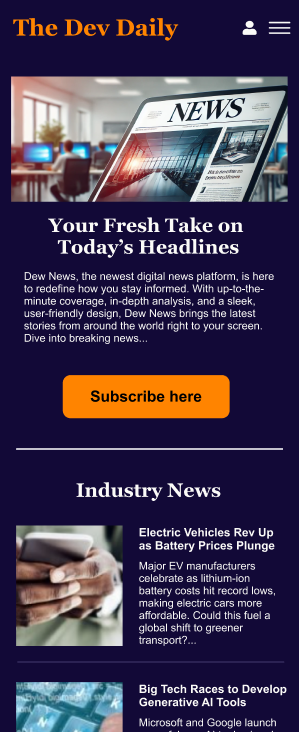 The Dev Daily
NEWS
Your Fresh Take on
Today’s Headlines
Dew News, the newest digital news platform, is here
to redefine how you stay informed. With up-to-the-
minute coverage, in-depth analysis, and a sleek,
user-friendly design, Dew News brings the latest
stories from around the world right to your screen.
Dive into breaking news...
Subscribe here
Industry News
Electric Vehicles Rev Up
as Battery Prices Plunge
Major EV manufacturers
celebrate as lithium-ion
battery costs hit record lows,
making electric cars more
affordable. Could this fuel a
global shift to greener
transport?...
Big Tech Races to Develop
Generative AI Tools
Microsoft and Google launch